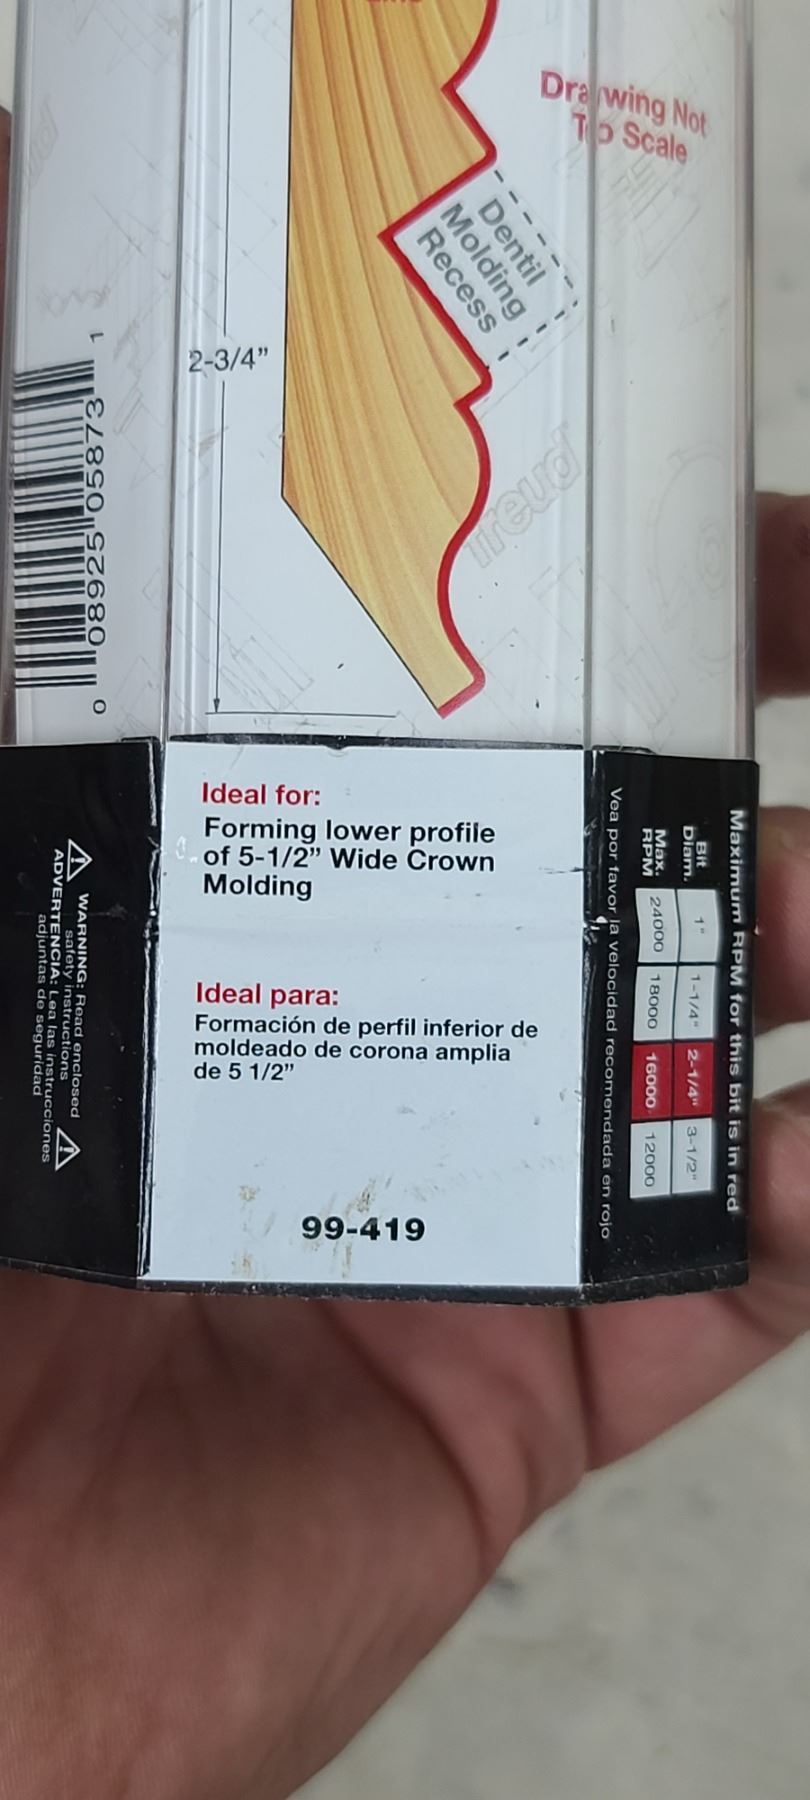 Drawing Not
To Scale
Dentil
Molding
Recess
2-3/4”
freud
0 08925 05873 1
Ideal for:
Forming lower profile
of 5-1/2” Wide Crown
Molding
Ideal para:
Formación de perfil inferior de
moldeado de corona amplia
de 5 1/2”
99-419
WARNING: Read enclosed
safety instructions
ADVERTENCIA: Lea las instrucciones
adjuntas de seguridad
Maximum RPM for this bit is in red
Bit Diam. 1" 1-1/4" 2-1/4" 3-1/2"
Max. RPM 24000 18000 16000 12000
Vea por favor la velocidad recomendada en rojo